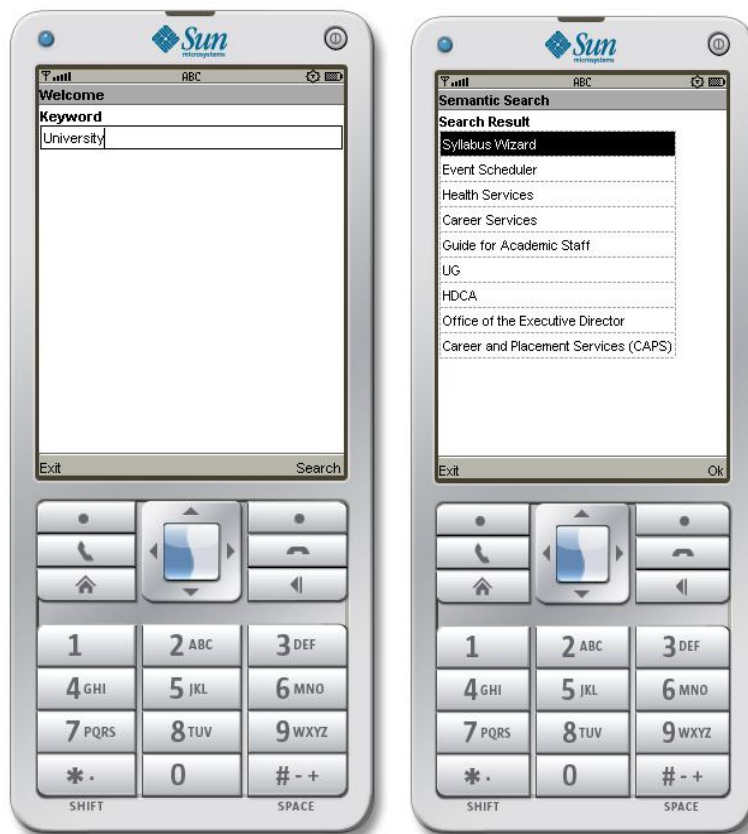 Sun
microsystems
ABC
Welcome
Keyword
University
Exit Search
1 2 ABC 3 DEF
4 GHI 5 JKL 6 MNO
7 PQRS 8 TUV 9 WXYZ
* . 0 # - +
SHIFT SPACE
Sun
microsystems
ABC
Semantic Search
Search Result
Syllabus Wizard
Event Scheduler
Health Services
Career Services
Guide for Academic Staff
UG
HDCA
Office of the Executive Director
Career and Placement Services (CAPS)
Exit Ok
1 2 ABC 3 DEF
4 GHI 5 JKL 6 MNO
7 PQRS 8 TUV 9 WXYZ
* . 0 # - +
SHIFT SPACE